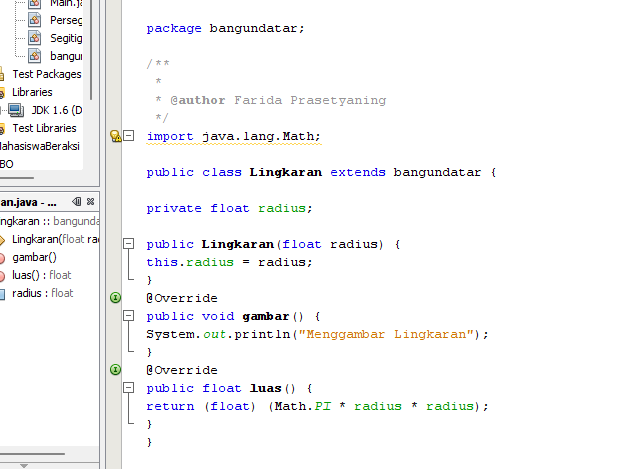 Main.ja
Perseg
Segitig
bangur
Test Packages
Libraries
JDK 1.6 (D
Test Libraries
MahasiswaBeraksi
BO
an.java - ...
ngkaran :: bangunda
Lingkaran(float rad
gambar()
luas() : float
radius : float
package bangundatar;
/**
*
* @author Farida Prasetyaning
*/
import java.lang.Math;
public class Lingkaran extends bangundatar {
private float radius;
public Lingkaran(float radius) {
this.radius = radius;
}
@Override
public void gambar() {
System.out.println("Menggambar Lingkaran");
}
@Override
public float luas() {
return (float) (Math.PI * radius * radius);
}
}